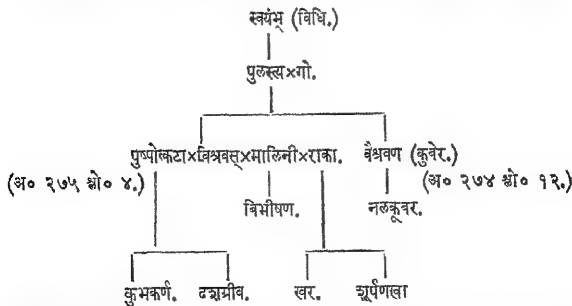 स्वयंभू (विधि.)
पुलस्त्य×गो.
पुष्पोत्कटा×विश्रवस्×मालिनी×राका. वैश्रवण (कुवेर.)
(अ० २७५ श्लो० ४.) (अ० २७४ श्लो० १२.)
बिभीषण. नलकूवर.
कुंभकर्ण. दशग्रीव. खर. शूर्पणखा